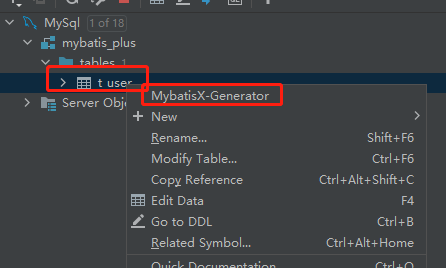 MySql 1 of 18
mybatis_plus
tables 1
t user
MybatisX-Generator
Server Obje
New
Rename... Shift+F6
Modify Table... Ctrl+F6
Copy Reference Ctrl+Alt+Shift+C
Edit Data F4
Go to DDL Ctrl+B
Related Symbol... Ctrl+Alt+Home
Quick Documentation Ctrl+Q